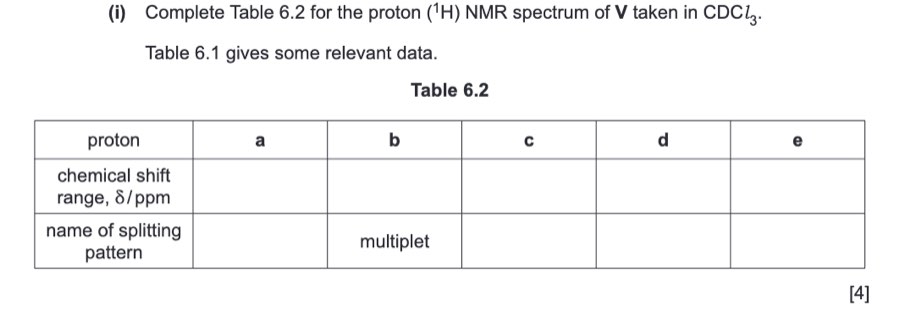 (i) Complete Table 6.2 for the proton (¹H) NMR spectrum of V taken in CDCl₃.
Table 6.1 gives some relevant data.
Table 6.2
proton a b c d e
chemical shift
range, δ/ppm
name of splitting
pattern
multiplet
[4]